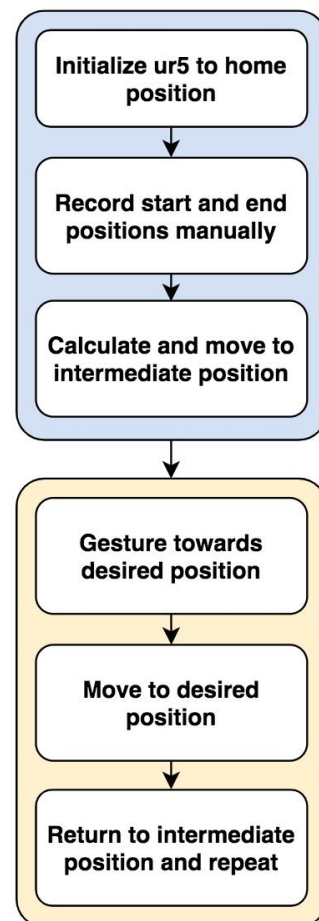 Initialize ur5 to home
position
Record start and end
positions manually
Calculate and move to
intermediate position
Gesture towards
desired position
Move to desired
position
Return to intermediate
position and repeat